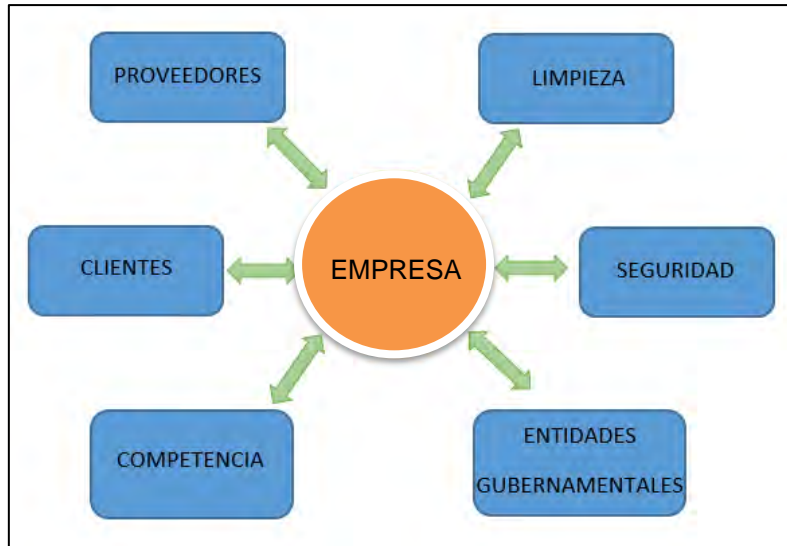 PROVEEDORES
LIMPIEZA
CLIENTES
EMPRESA
SEGURIDAD
COMPETENCIA
ENTIDADES
GUBERNAMENTALES